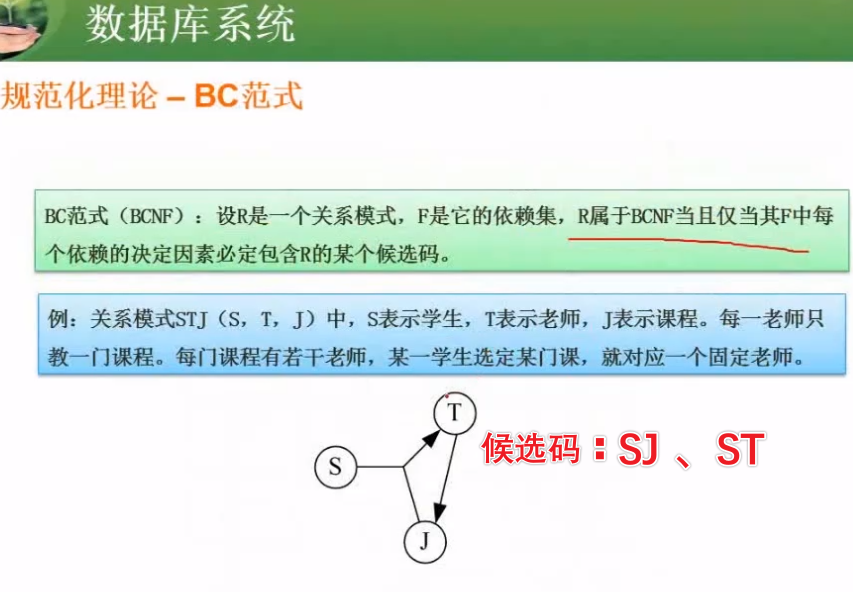 数据库系统
规范化理论 – BC范式
BC范式（BCNF）：设R是一个关系模式，F是它的依赖集，R属于BCNF当且仅当其F中每
个依赖的决定因素必定包含R的某个候选码。
例：关系模式STJ（S，T，J）中，S表示学生，T表示老师，J表示课程。每一老师只
教一门课程。每门课程有若干老师，某一学生选定某门课，就对应一个固定老师。
T
候选码：SJ 、ST
S
J